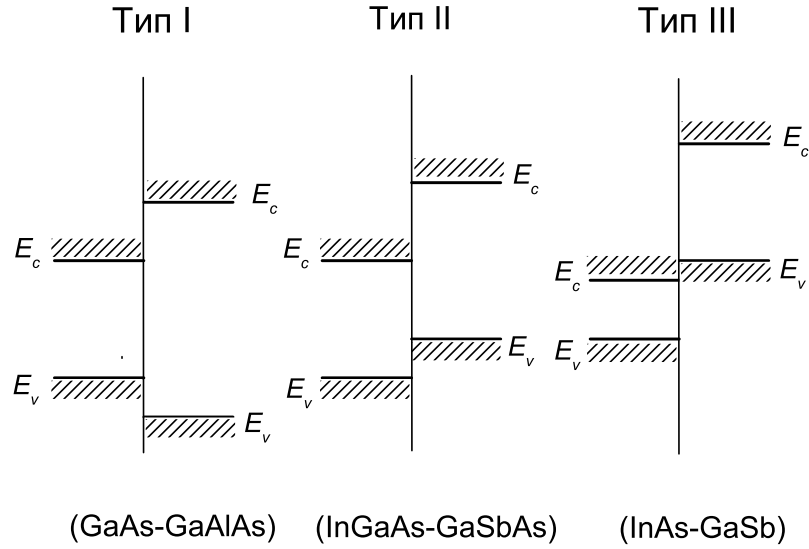 Тип I
Тип II
Тип III
E_c
E_c
E_v
E_v
E_c
E_c
E_v
E_v
E_c
E_c
E_v
E_v
(GaAs-GaAlAs)
(InGaAs-GaSbAs)
(InAs-GaSb)